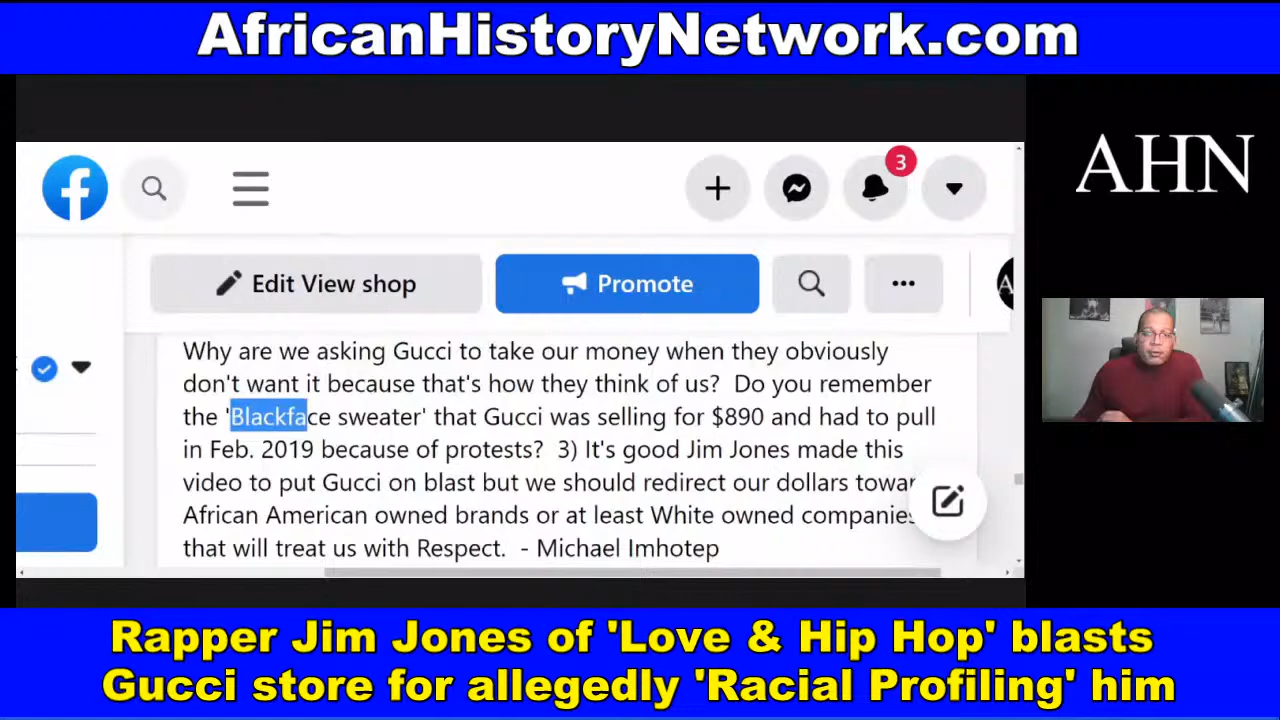 AfricanHistoryNetwork.com
AHN
3
Edit View shop
Promote
Why are we asking Gucci to take our money when they obviously
don't want it because that's how they think of us? Do you remember
the 'Blackface sweater' that Gucci was selling for $890 and had to pull
in Feb. 2019 because of protests? 3) It's good Jim Jones made this
video to put Gucci on blast but we should redirect our dollars towar
African American owned brands or at least White owned companies
that will treat us with Respect. - Michael Imhotep
Rapper Jim Jones of 'Love & Hip Hop' blasts
Gucci store for allegedly 'Racial Profiling' him